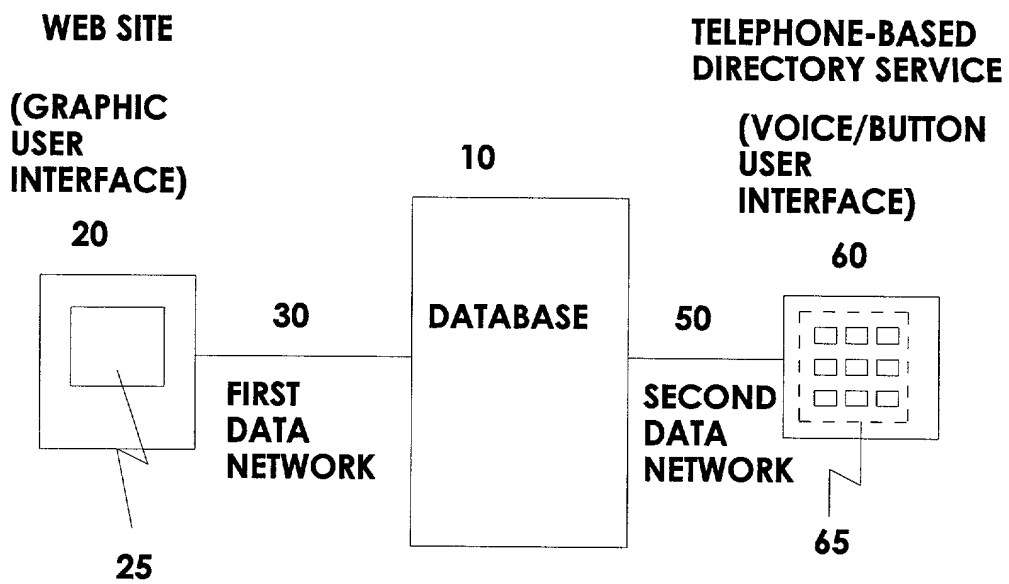 WEB SITE
(GRAPHIC
USER
INTERFACE)
20
TELEPHONE-BASED
DIRECTORY SERVICE
(VOICE/BUTTON
USER
INTERFACE)
60
10
DATABASE
30
FIRST
DATA
NETWORK
50
SECOND
DATA
NETWORK
25
65